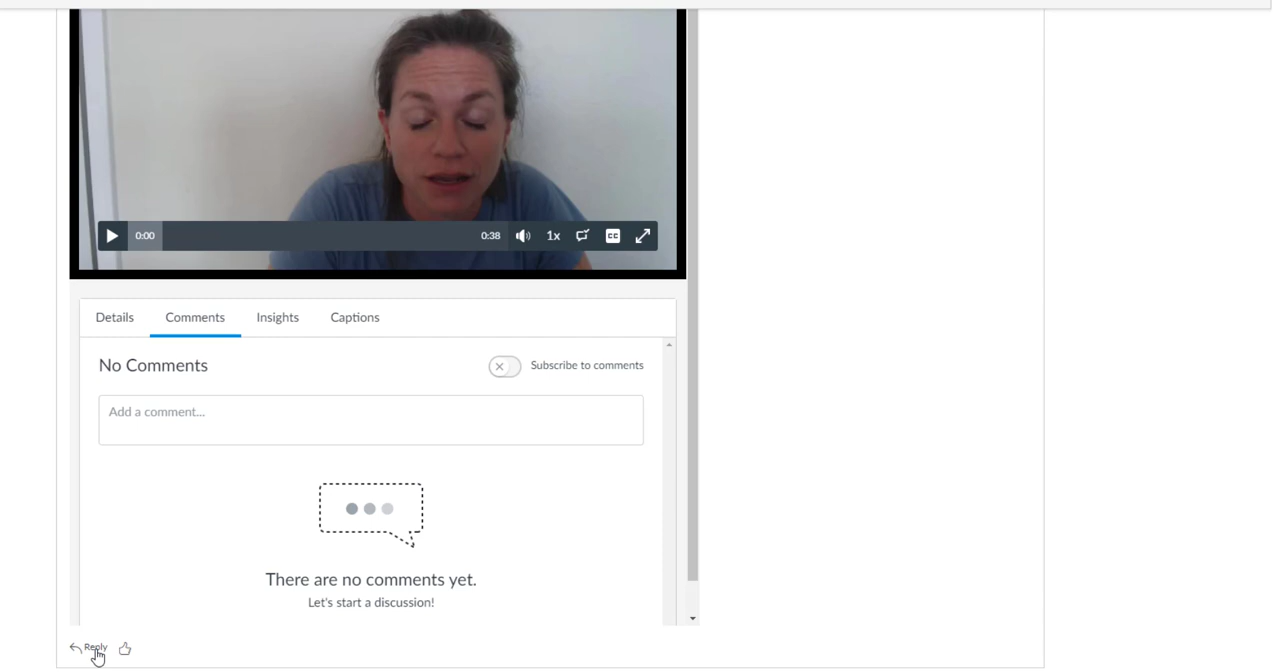 0:00 0:38 1x CC
Details Comments Insights Captions
No Comments Subscribe to comments
Add a comment...
There are no comments yet.
Let's start a discussion!
Reply